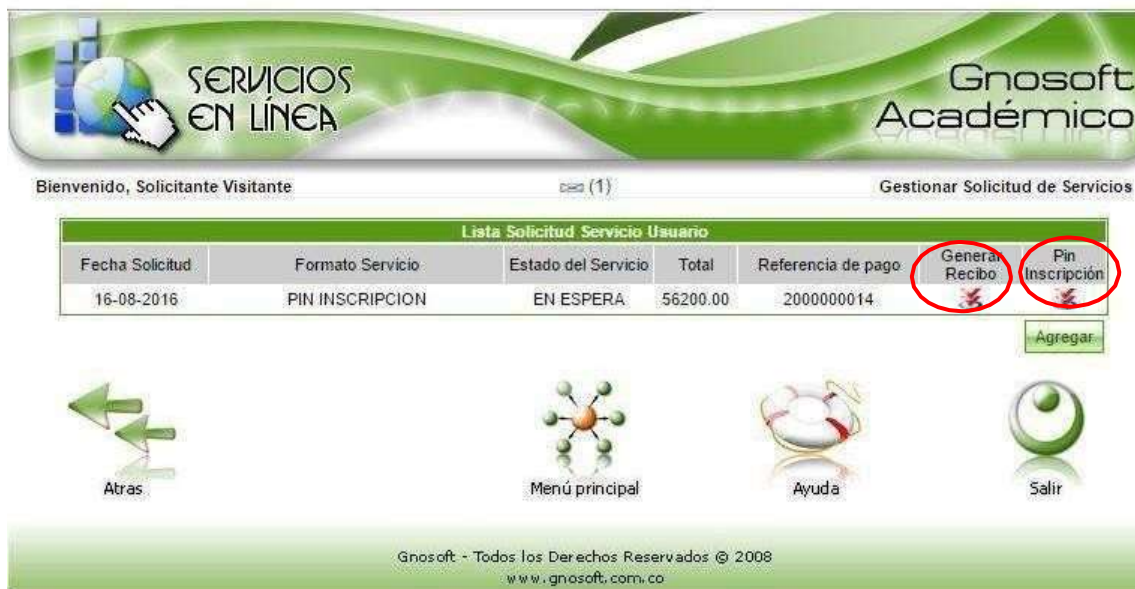 SERVICIOS
EN LÍNEA
Gnosoft
Académico
Bienvenido, Solicitante Visitante (1) Gestionar Solicitud de Servicios
Lista Solicitud Servicio Usuario
Fecha Solicitud Formato Servicio Estado del Servicio Total Referencia de pago Generar Recibo Pin Inscripción
16-08-2016 PIN INSCRIPCION EN ESPERA 56200.00 2000000014
Agregar
Atras Menú principal Ayuda Salir
Gnosoft - Todos los Derechos Reservados © 2008
www.gnosoft.com.co